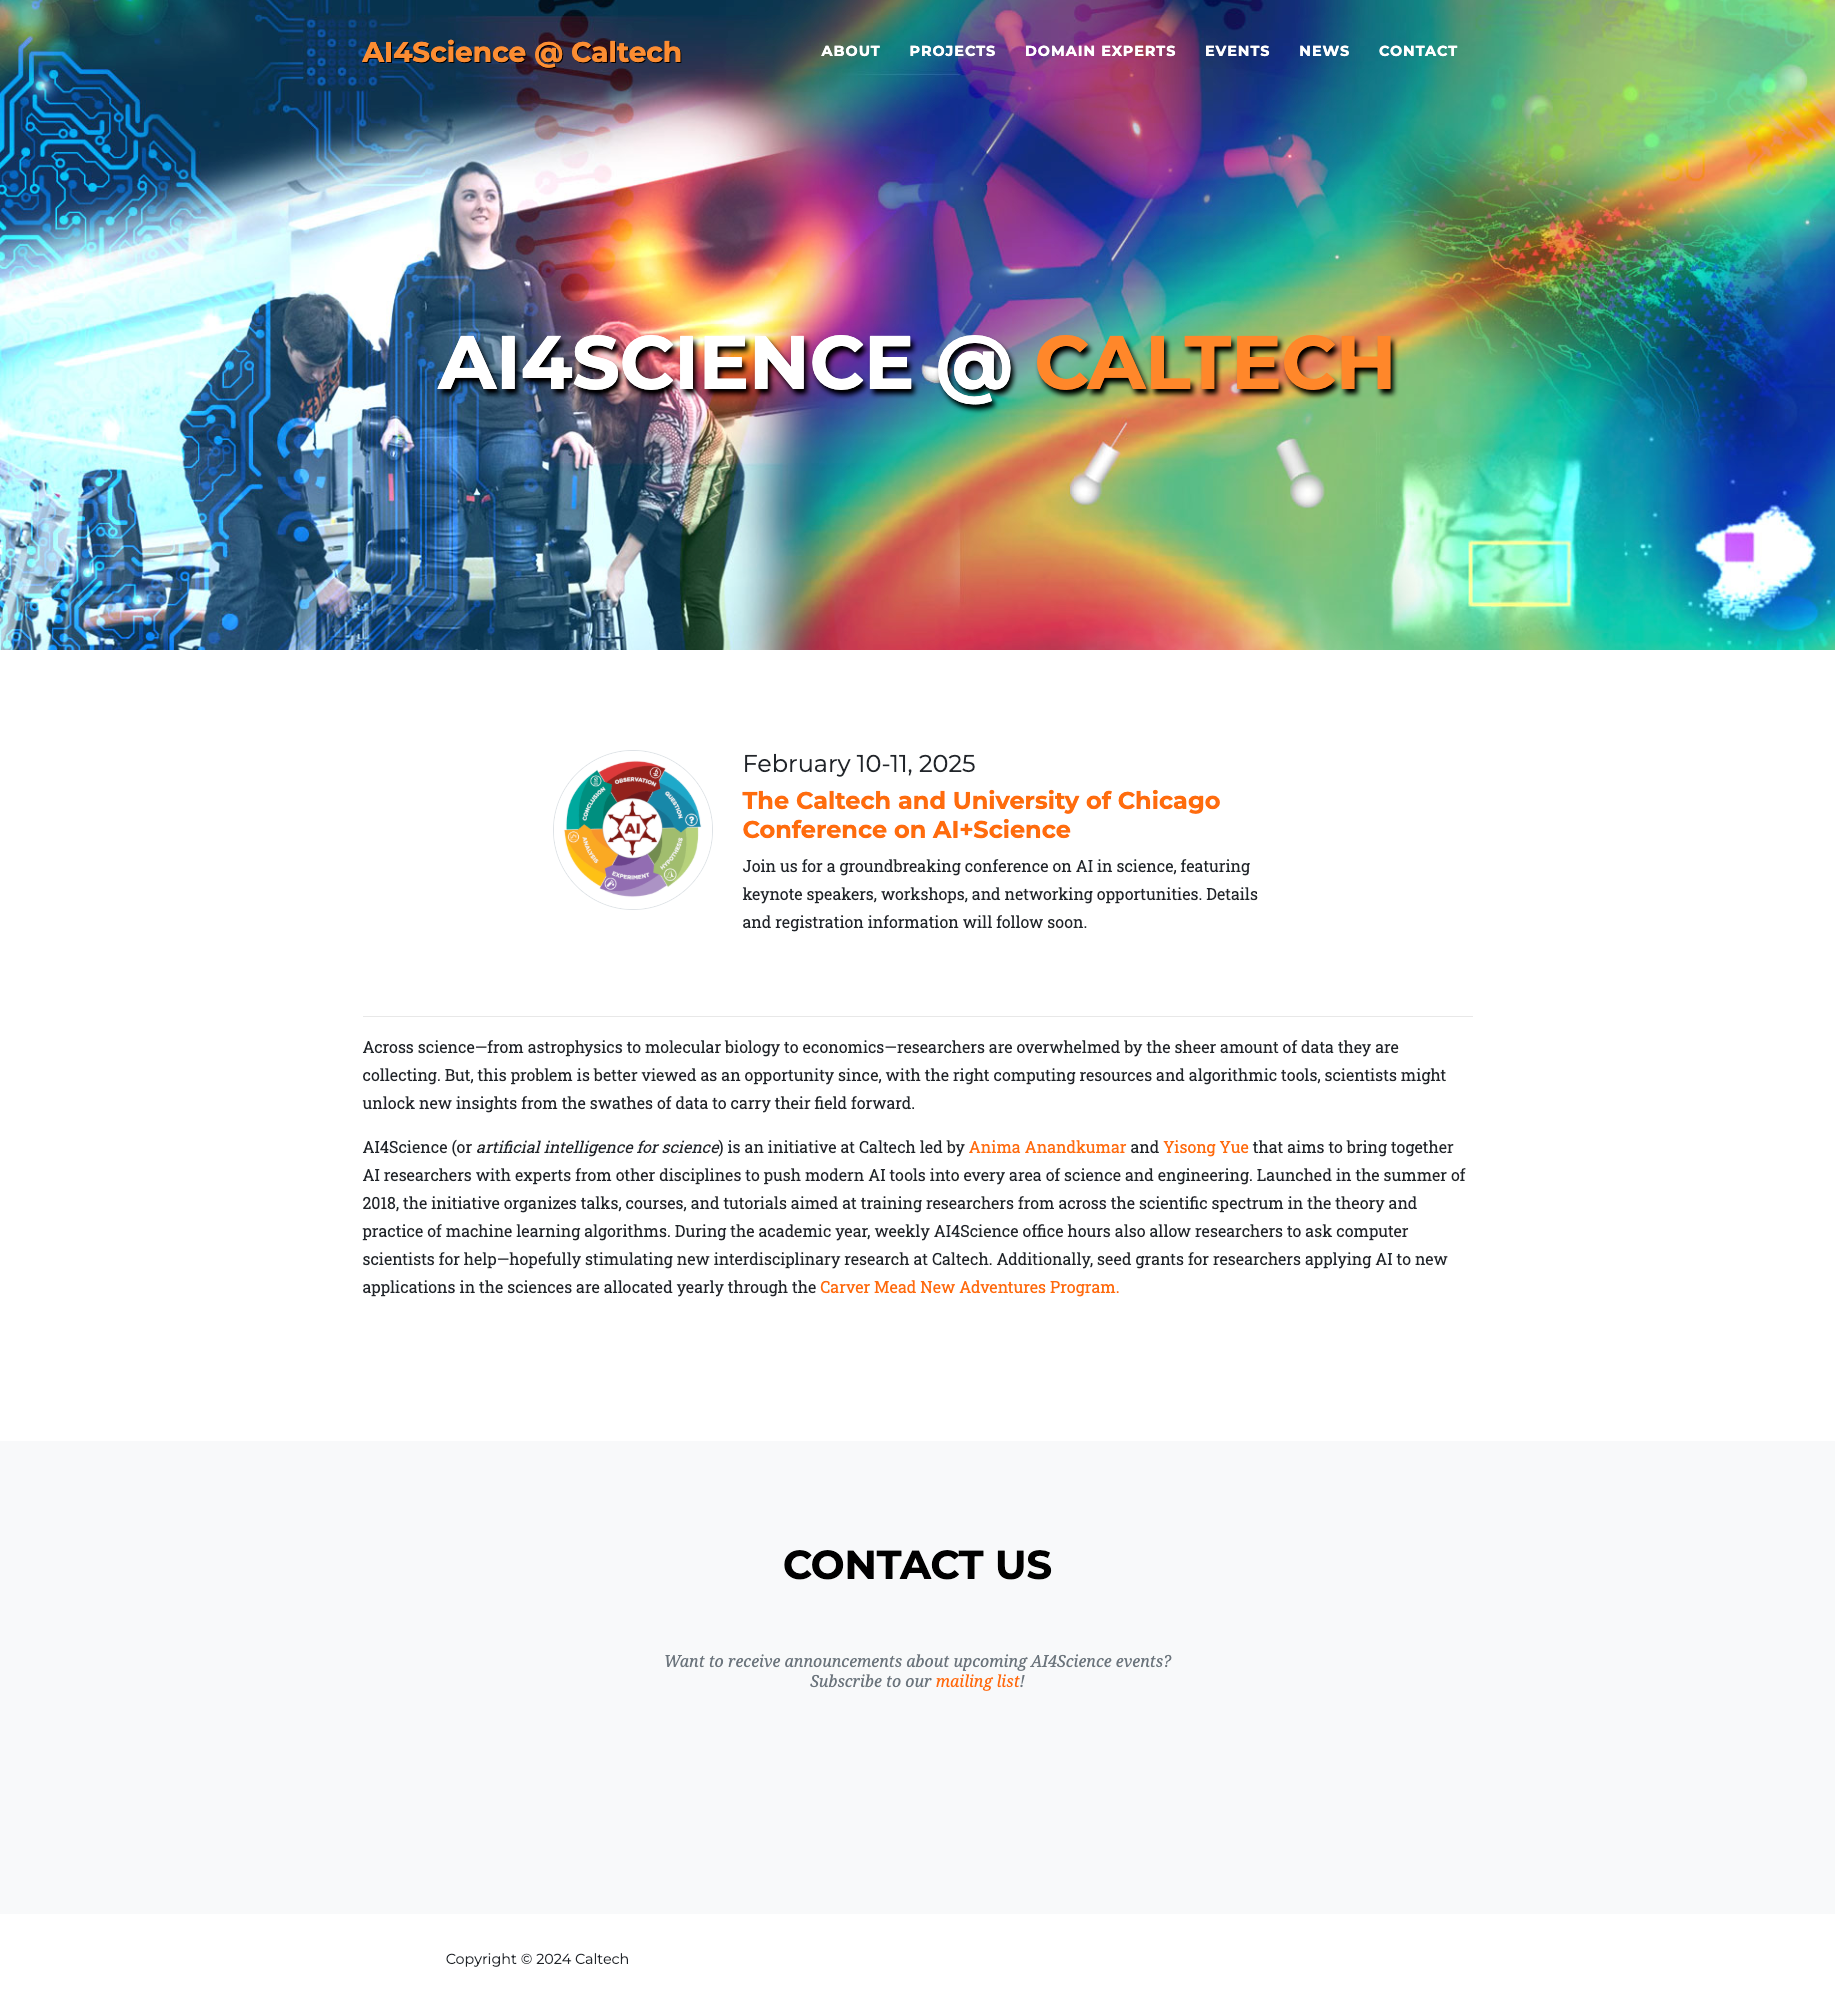 AI4Science @ Caltech
ABOUT PROJECTS DOMAIN EXPERTS EVENTS NEWS CONTACT
AI4SCIENCE @ CALTECH
OBSERVATION
QUESTION
HYPOTHESIS
EXPERIMENT
ANALYSIS
CONCLUSION
AI
February 10-11, 2025
The Caltech and University of Chicago
Conference on AI+Science
Join us for a groundbreaking conference on AI in science, featuring
keynote speakers, workshops, and networking opportunities. Details
and registration information will follow soon.
Across science—from astrophysics to molecular biology to economics—researchers are overwhelmed by the sheer amount of data they are
collecting. But, this problem is better viewed as an opportunity since, with the right computing resources and algorithmic tools, scientists might
unlock new insights from the swathes of data to carry their field forward.
AI4Science (or artificial intelligence for science) is an initiative at Caltech led by Anima Anandkumar and Yisong Yue that aims to bring together
AI researchers with experts from other disciplines to push modern AI tools into every area of science and engineering. Launched in the summer of
2018, the initiative organizes talks, courses, and tutorials aimed at training researchers from across the scientific spectrum in the theory and
practice of machine learning algorithms. During the academic year, weekly AI4Science office hours also allow researchers to ask computer
scientists for help—hopefully stimulating new interdisciplinary research at Caltech. Additionally, seed grants for researchers applying AI to new
applications in the sciences are allocated yearly through the Carver Mead New Adventures Program.
CONTACT US
Want to receive announcements about upcoming AI4Science events?
Subscribe to our mailing list!
Copyright © 2024 Caltech